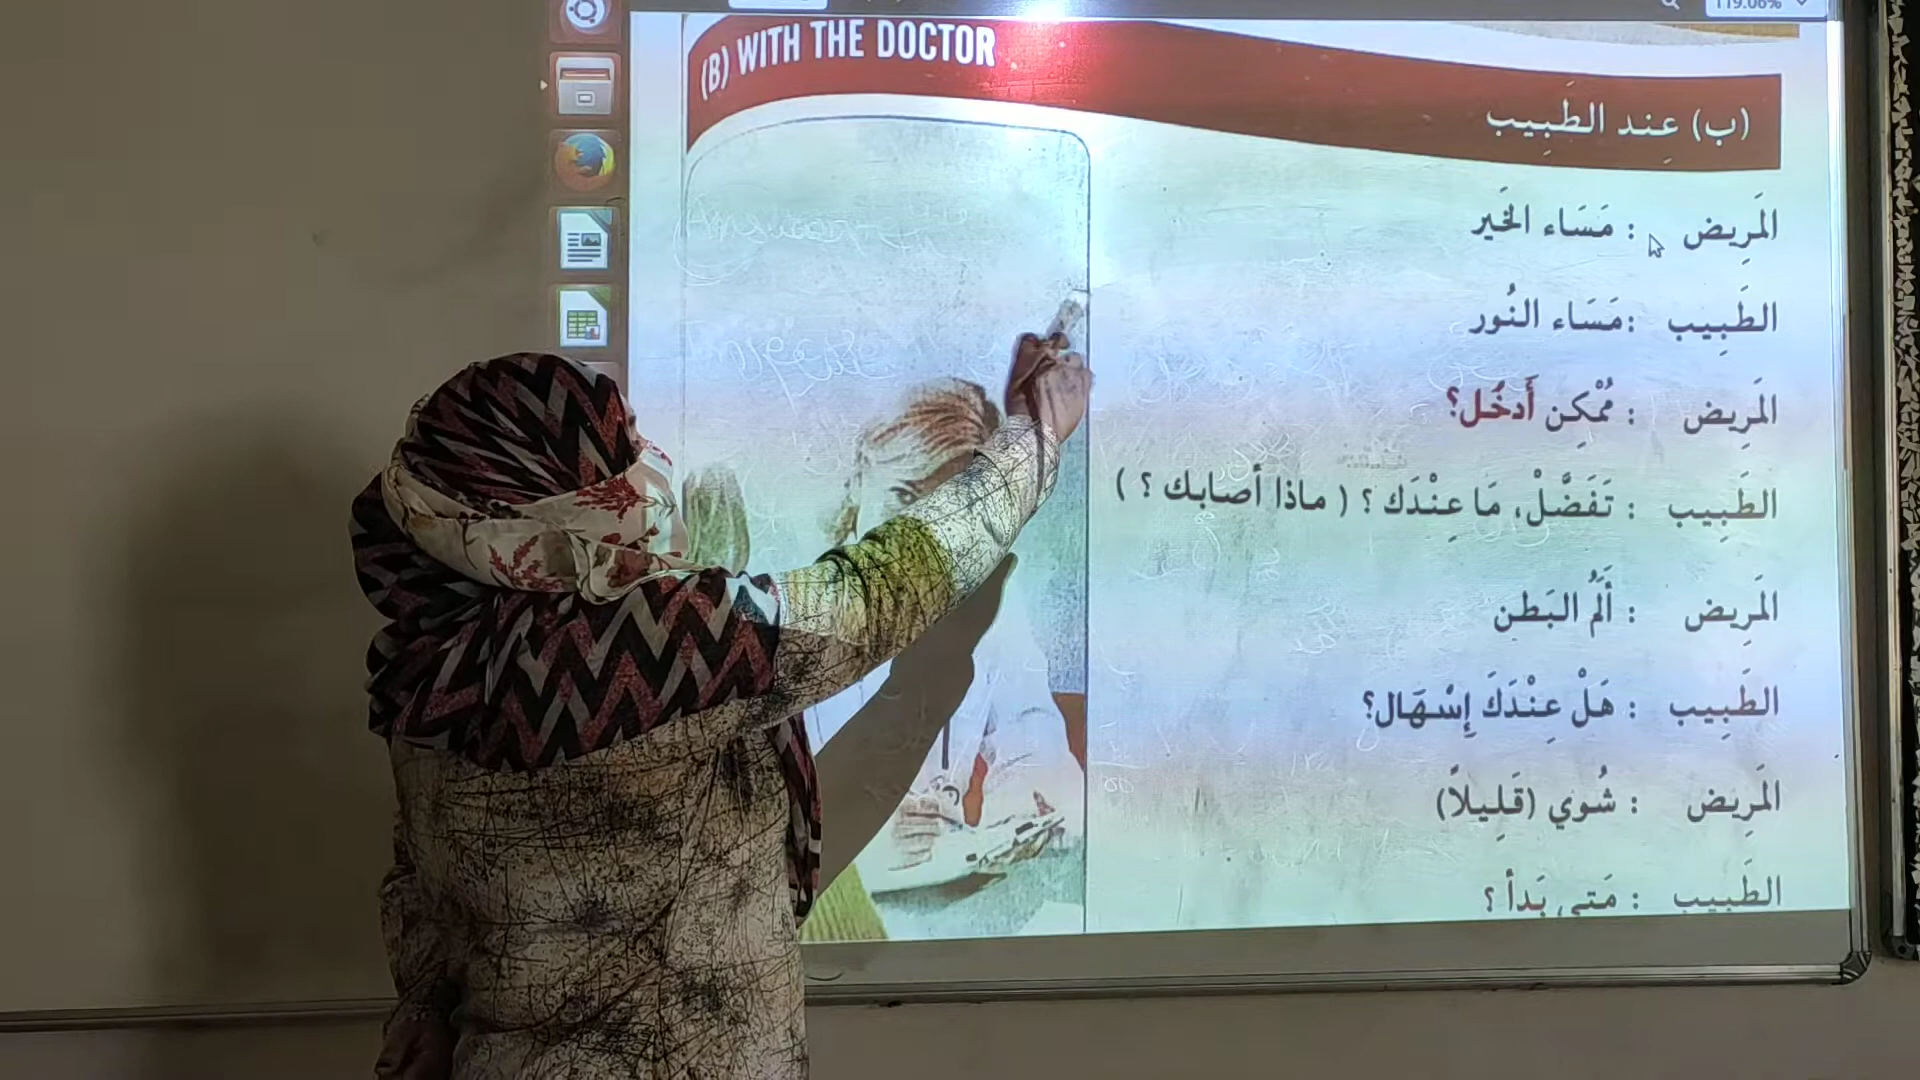 119.06%
(B) WITH THE DOCTOR
(ب) عِند الطَبِيب
المَرِيض : مَسَاء الخَير
الطَبِيب : مَسَاء النُور
المَرِيض : مُمْكِن أَدخُل؟
الطَبِيب : تَفَضَّلْ، مَا عِنْدَك ؟ ( ماذا أصابك ؟ )
المَرِيض : أَلَمُ البَطن
الطَبِيب : هَلْ عِنْدَكَ إِسْهَال؟
المَرِيض : شُوي (قَلِيلاً)
الطَبِيب : مَتى بَدأ ؟